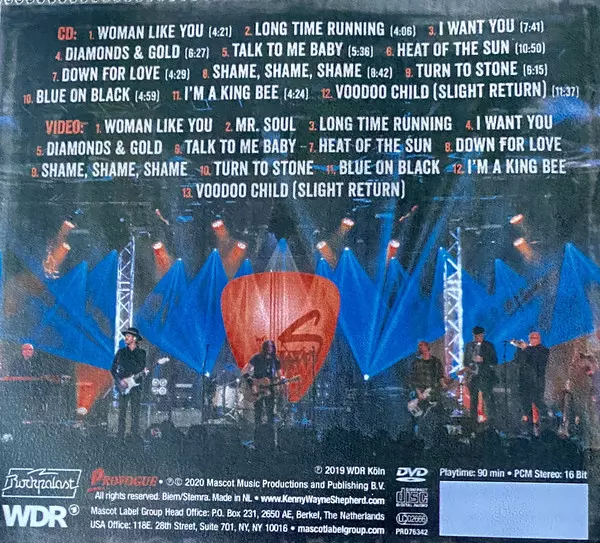 CD: 1. WOMAN LIKE YOU [4:21] 2. LONG TIME RUNNING [4:06] 3. I WANT YOU [7:41]
4. DIAMONDS & GOLD [6:27] 5. TALK TO ME BABY [5:36] 6. HEAT OF THE SUN [10:50]
7. DOWN FOR LOVE [4:29] 8. SHAME, SHAME, SHAME [8:42] 9. TURN TO STONE [6:15]
10. BLUE ON BLACK [4:59] 11. I'M A KING BEE [4:24] 12. VOODOO CHILD (SLIGHT RETURN) [11:37]
VIDEO: 1. WOMAN LIKE YOU 2. MR. SOUL 3. LONG TIME RUNNING 4. I WANT YOU
5. DIAMONDS & GOLD 6. TALK TO ME BABY 7. HEAT OF THE SUN 8. DOWN FOR LOVE
9. SHAME, SHAME, SHAME 10. TURN TO STONE 11. BLUE ON BLACK 12. I'M A KING BEE
13. VOODOO CHILD (SLIGHT RETURN)
S
Rockpalast
WDR
PROVOGUE • ℗© 2020 Mascot Music Productions and Publishing B.V.
All rights reserved. Biem/Stemra. Made in NL • www.KennyWayneShepherd.com
Mascot Label Group Head Office: P.O. Box 231, 2650 AE, Berkel, The Netherlands
USA Office: 118E. 28th Street, Suite 701, NY, NY 10016 • mascotlabelgroup.com
℗ 2019 WDR Köln
DVD
COMPACT
disc
DIGITAL AUDIO
LC 02666
PRD76342
Playtime: 90 min • PCM Stereo: 16 Bit